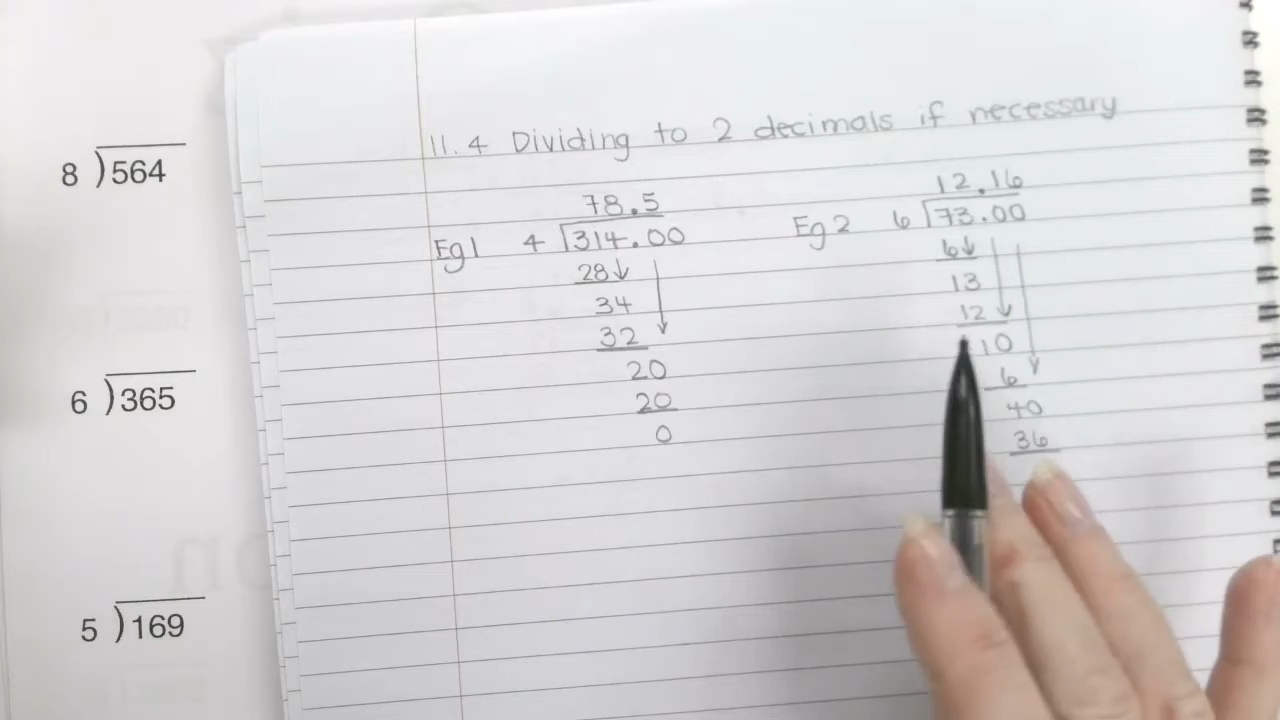 11.4 Dividing to 2 decimals if necessary
8 ) 564
6 ) 365
5 ) 169
78.5
Eg1 4 ) 314.00
28↓
34
32
20
20
0
12.16
Eg2 6 ) 73.00
6↓
13
12
10
6
40
36